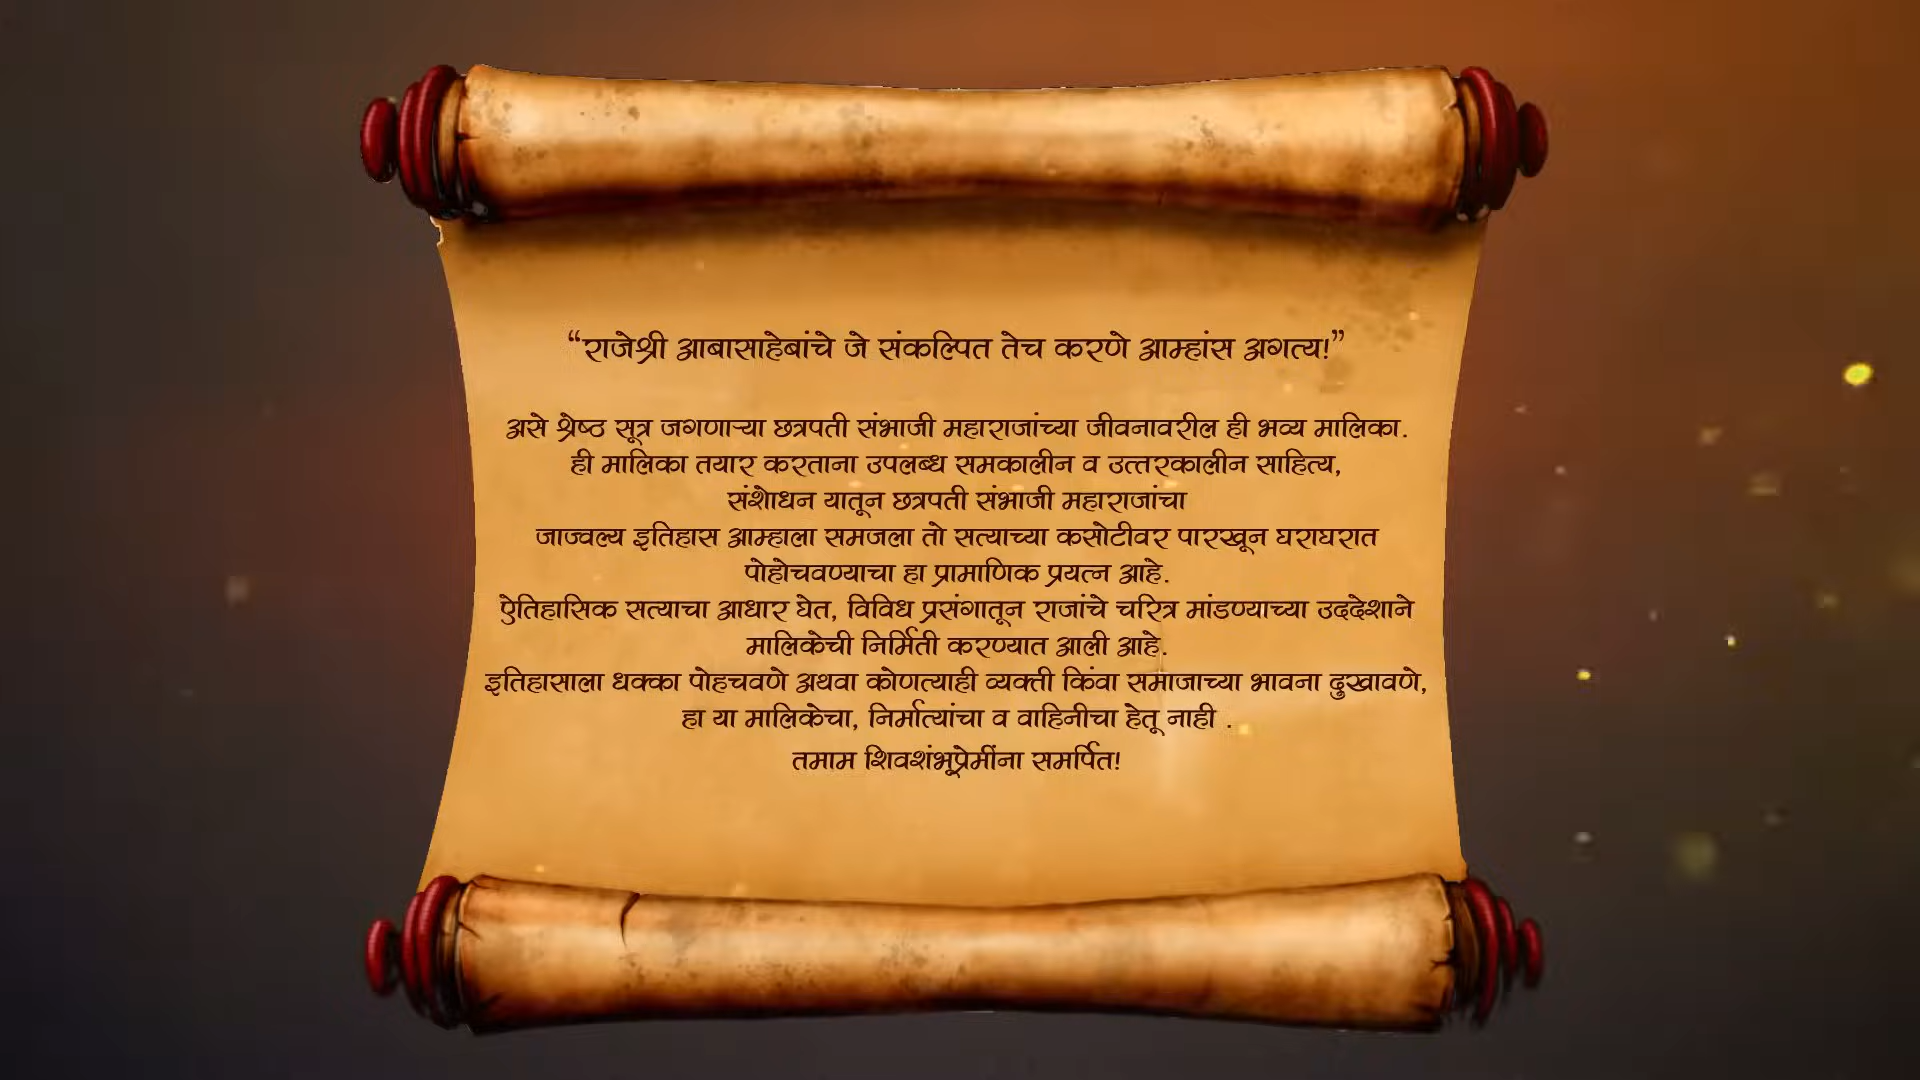 “राजेश्री आबासाहेबांचे जे संकल्पित तेच करणे आम्हांस अगत्य!”
असे श्रेष्ठ सूत्र जगणाऱ्या छत्रपती संभाजी महाराजांच्या जीवनावरील ही भव्य मालिका.
ही मालिका तयार करताना उपलब्ध समकालीन व उत्तरकालीन साहित्य,
संशोधन यातून छत्रपती संभाजी महाराजांचा
जाज्वल्य इतिहास आम्हाला समजला तो सत्याच्या कसोटीवर पारखून घराघरात
पोहोचवण्याचा हा प्रामाणिक प्रयत्न आहे.
ऐतिहासिक सत्याचा आधार घेत, विविध प्रसंगातून राजांचे चरित्र मांडण्याच्या उददेशाने
मालिकेची निर्मिती करण्यात आली आहे.
इतिहासाला धक्का पोहचवणे अथवा कोणत्याही व्यक्ती किंवा समाजाच्या भावना दुखावणे,
हा या मालिकेचा, निर्मात्यांचा व वाहिनीचा हेतू नाही .
तमाम शिवशंभूप्रेमींना समर्पित!